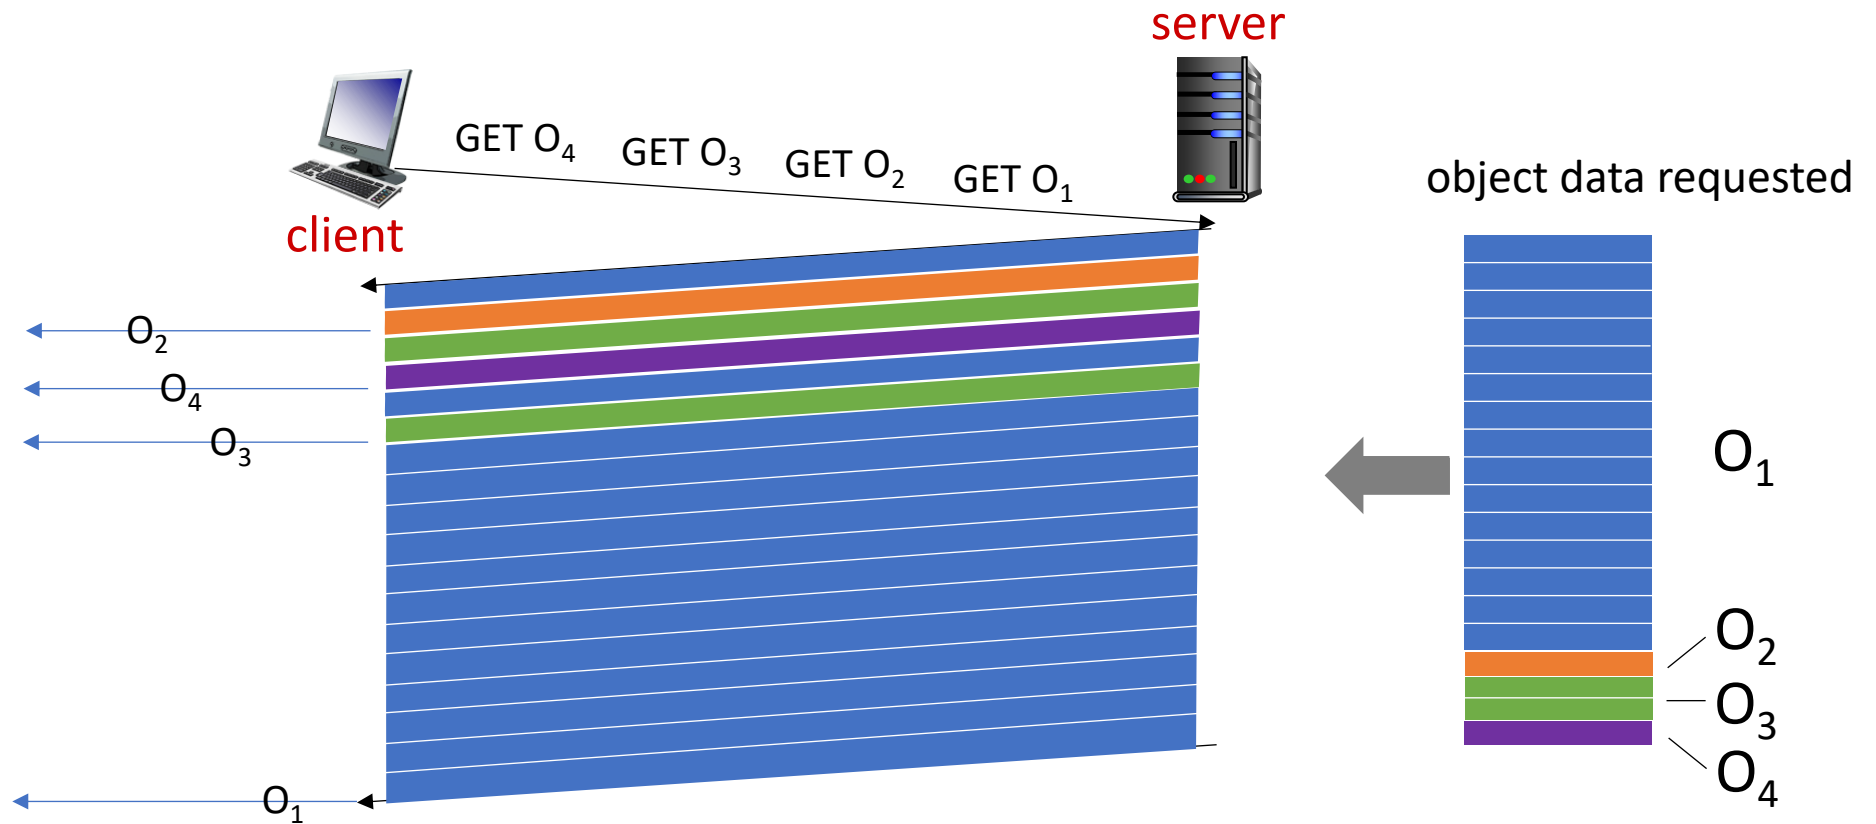 server
GET O₄
GET O₃
GET O₂
GET O₁
object data requested
client
O₂
O₄
O₃
O₁
O₁
O₂
O₃
O₄